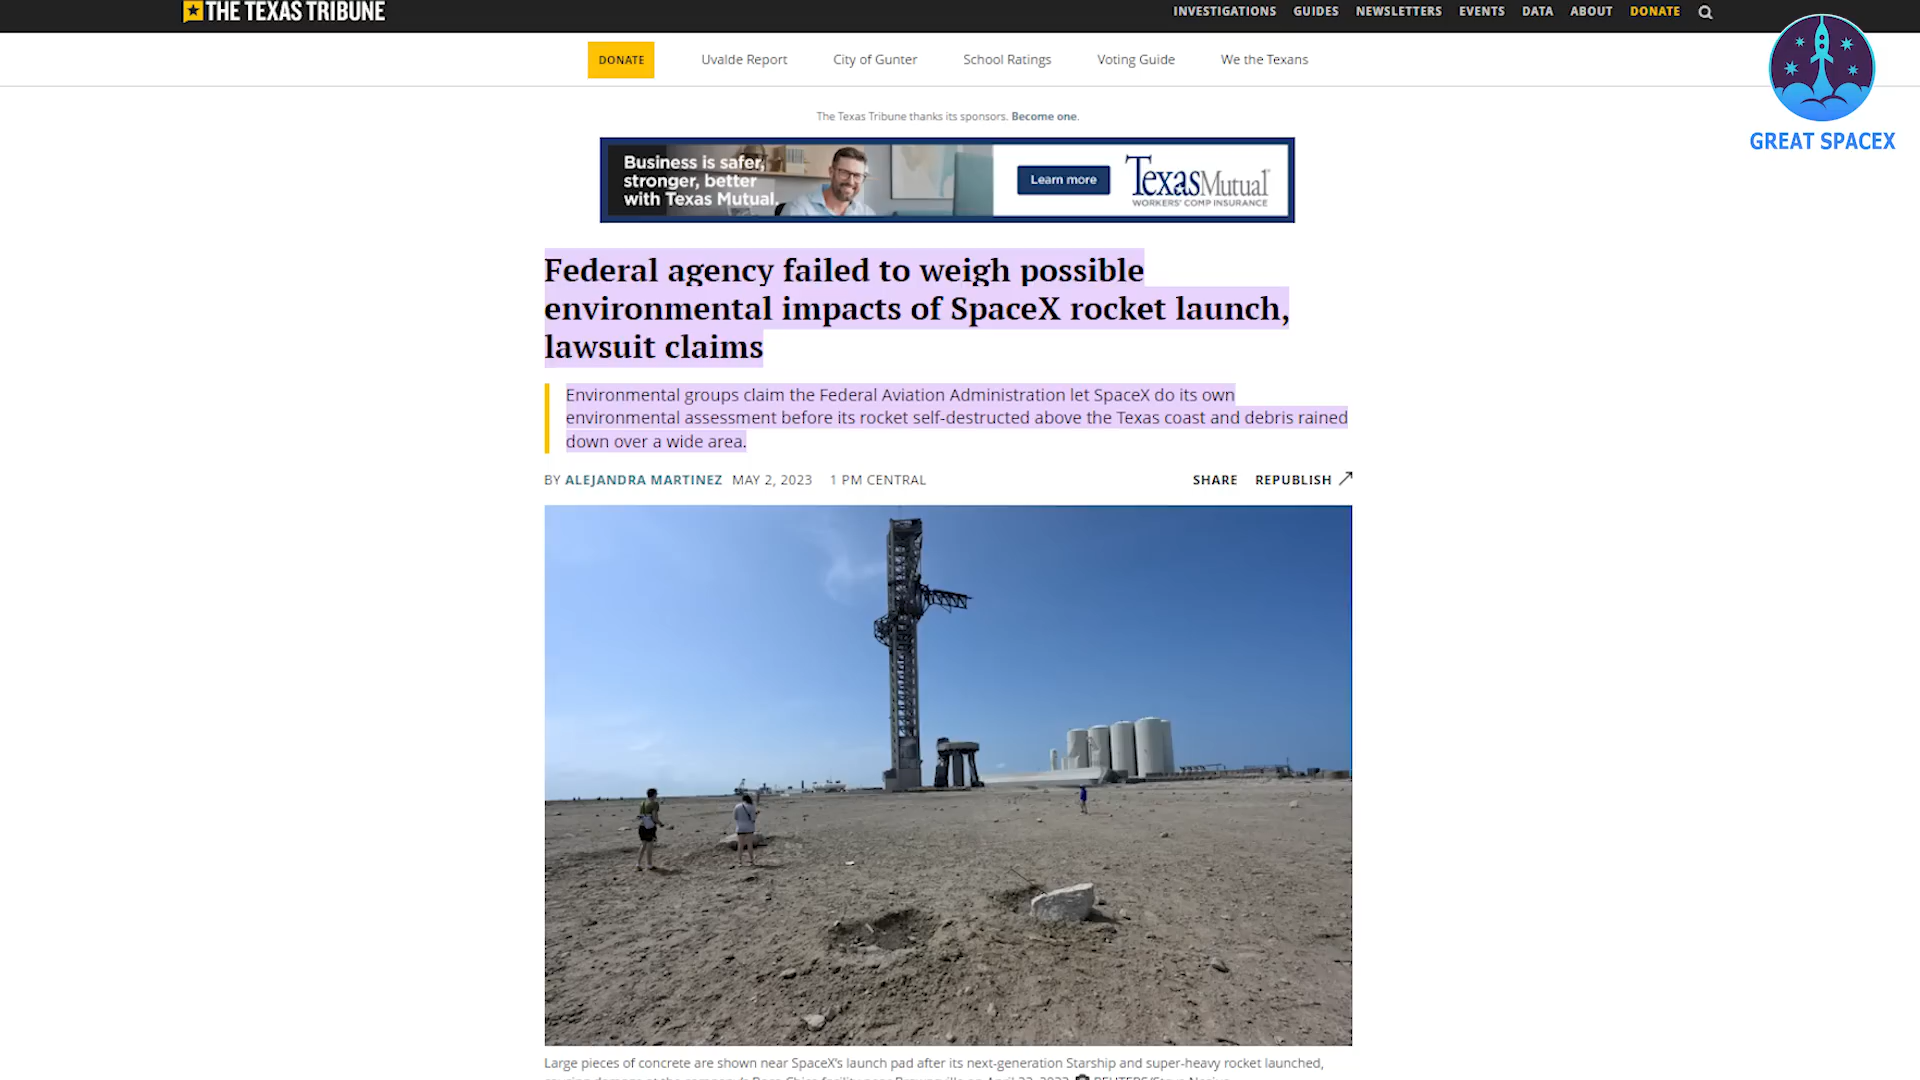 THE TEXAS TRIBUNE
INVESTIGATIONS GUIDES NEWSLETTERS EVENTS DATA ABOUT DONATE
DONATE Uvalde Report City of Gunter School Ratings Voting Guide We the Texans
GREAT SPACEX
The Texas Tribune thanks its sponsors. Become one.
Business is safer,
stronger, better
with Texas Mutual.
Learn more
TexasMutual
WORKERS' COMP INSURANCE
Federal agency failed to weigh possible
environmental impacts of SpaceX rocket launch,
lawsuit claims
Environmental groups claim the Federal Aviation Administration let SpaceX do its own
environmental assessment before its rocket self-destructed above the Texas coast and debris rained
down over a wide area.
BY ALEJANDRA MARTINEZ MAY 2, 2023 1 PM CENTRAL SHARE REPUBLISH
Large pieces of concrete are shown near SpaceX's launch pad after its next-generation Starship and super-heavy rocket launched,